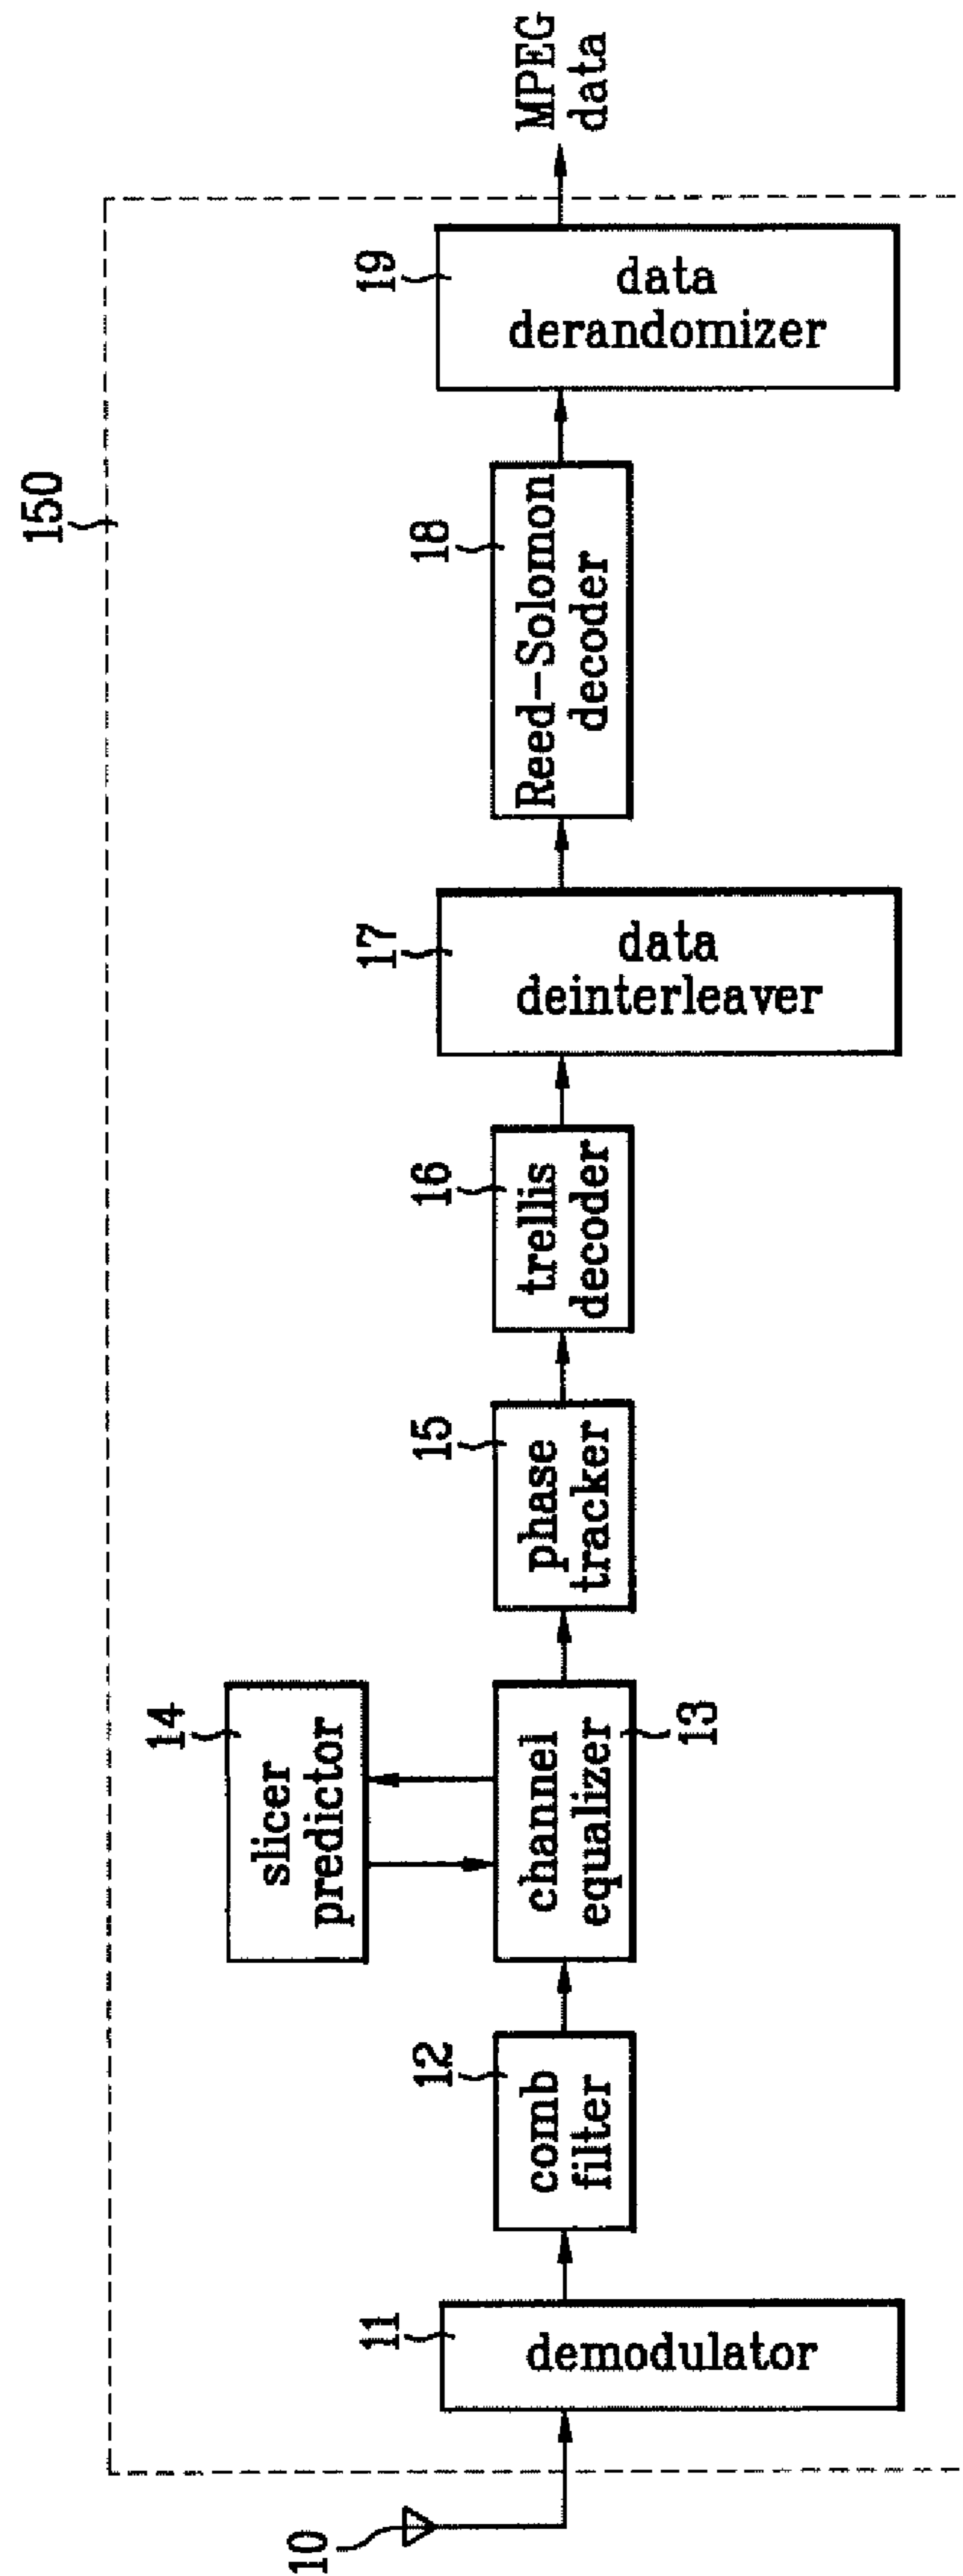 150
10
11
demodulator
12
comb
filter
14
slicer
predictor
channel
equalizer
13
15
phase
tracker
16
trellis
decoder
17
data
deinterleaver
18
Reed-Solomon
decoder
19
data
derandomizer
MPEG
data